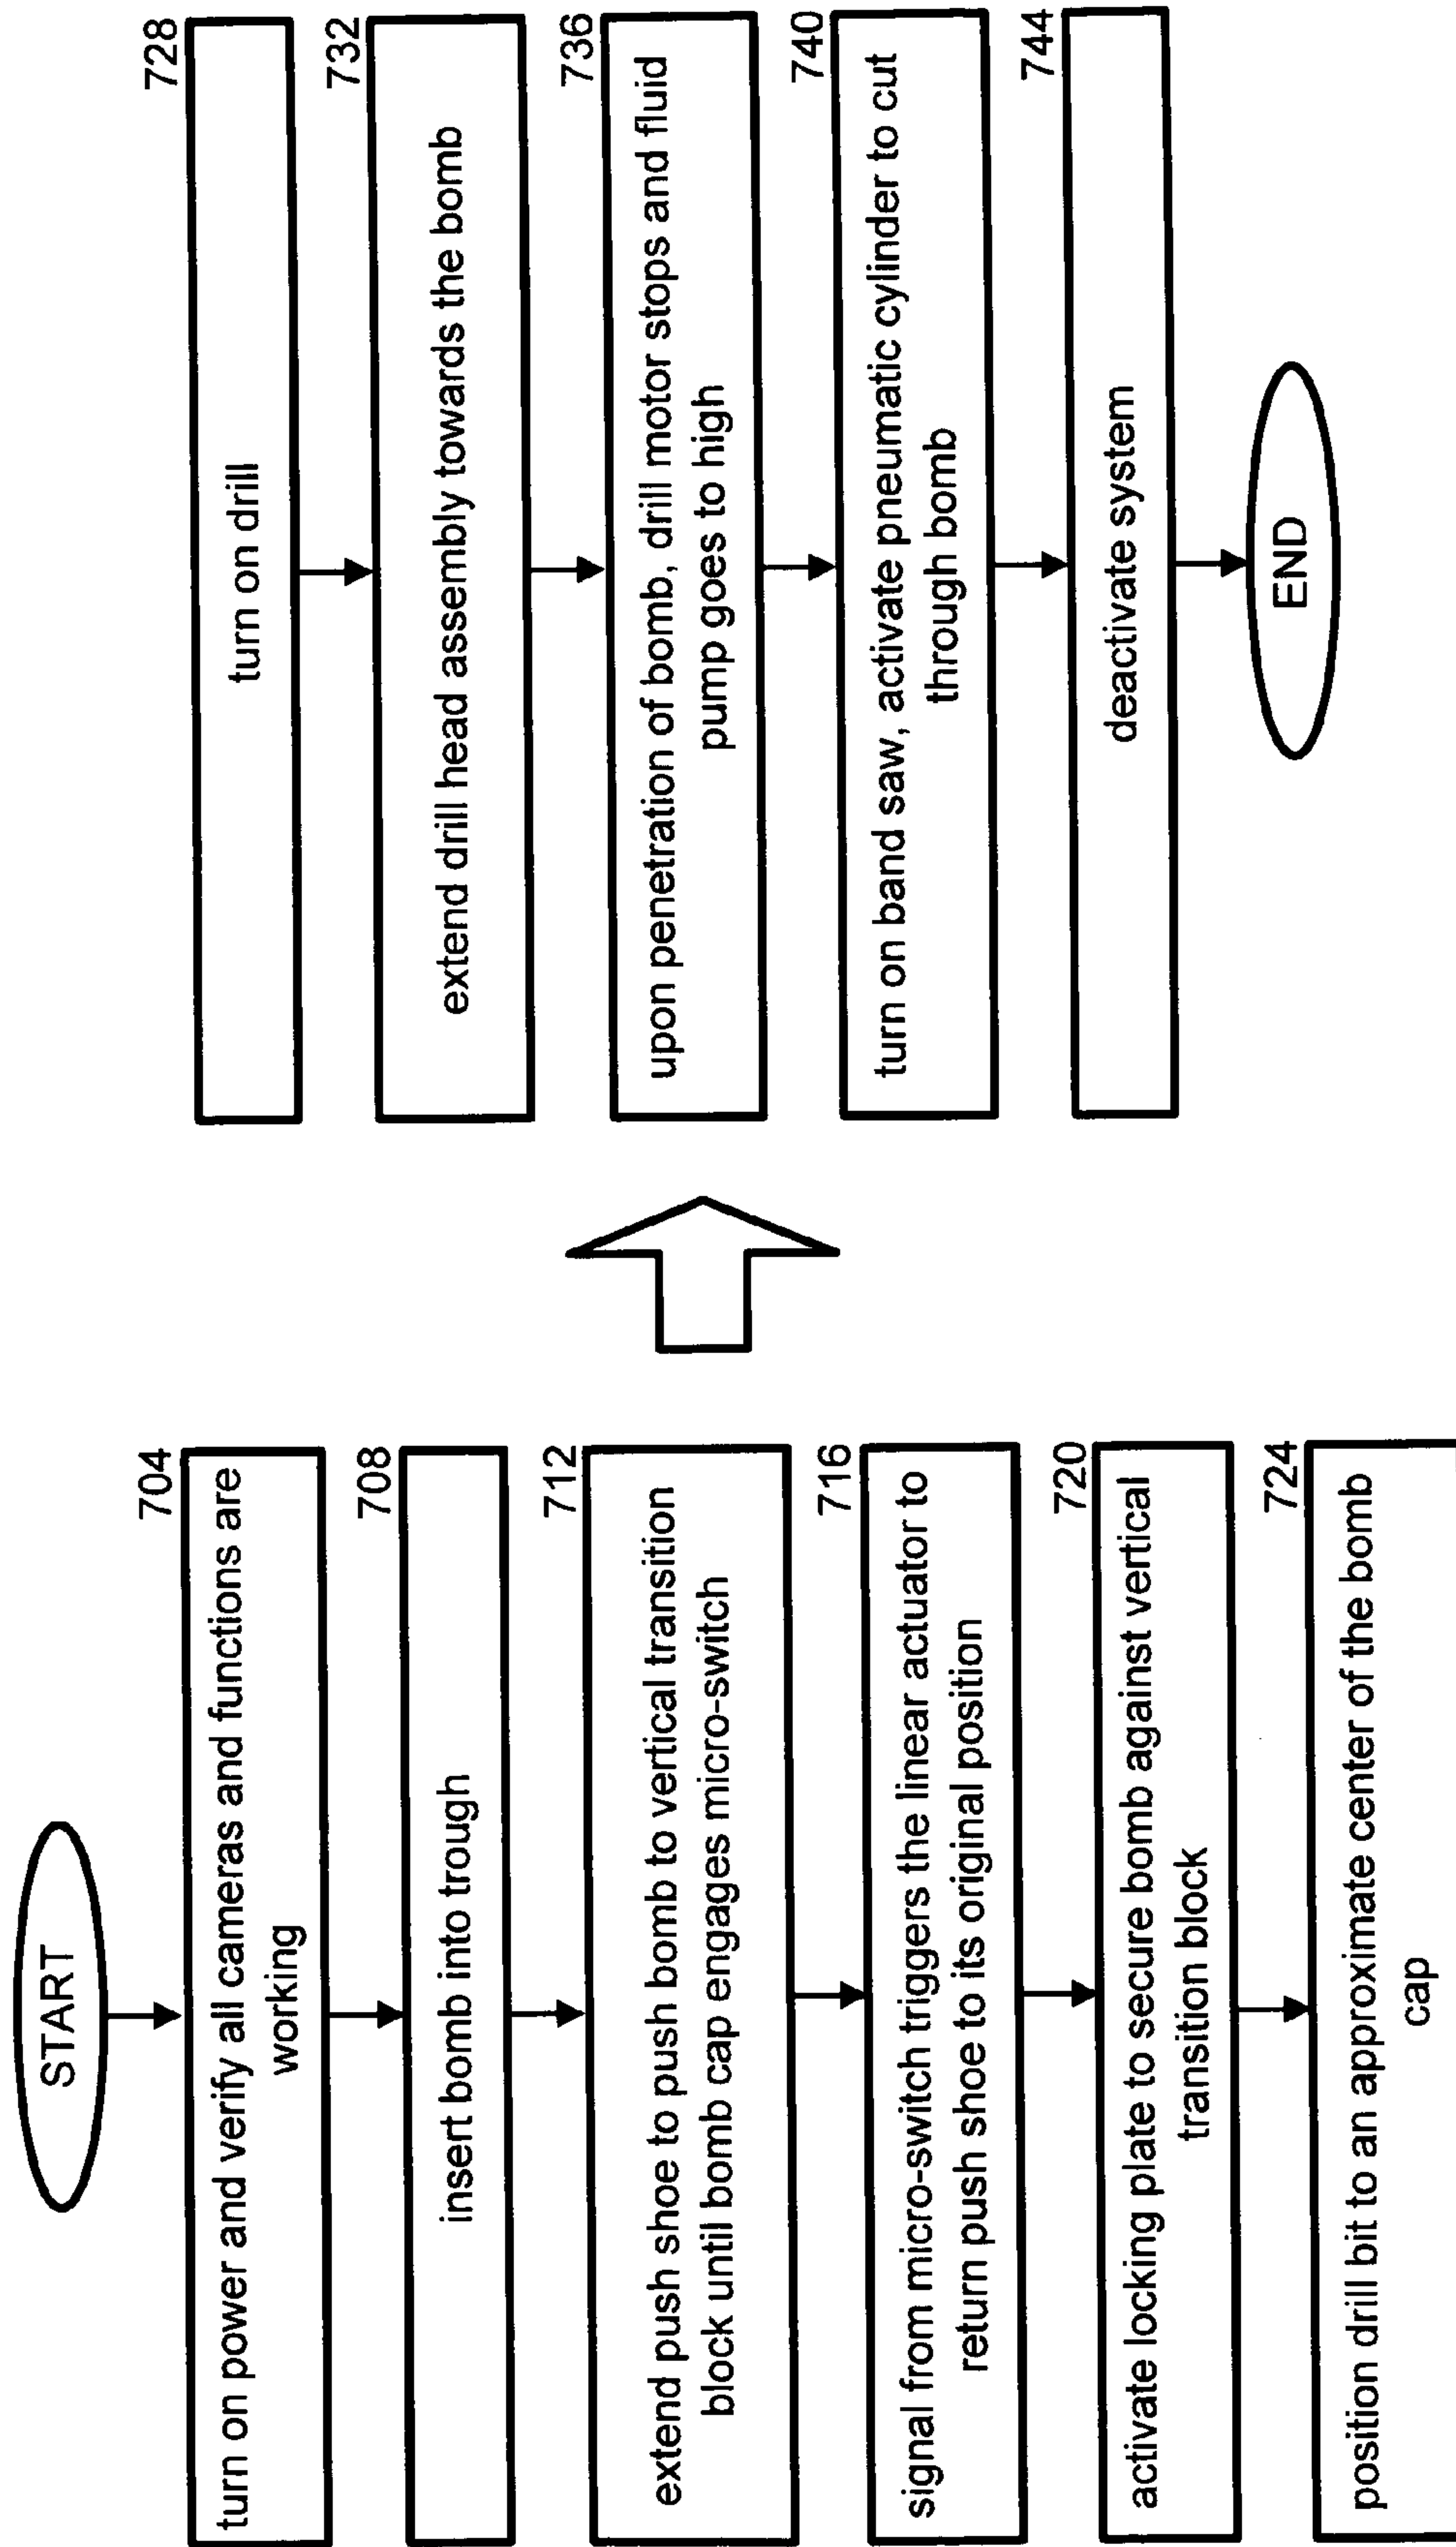 START
704
turn on power and verify all cameras and functions are
working
708
insert bomb into trough
712
extend push shoe to push bomb to vertical transition
block until bomb cap engages micro-switch
716
signal from micro-switch triggers the linear actuator to
return push shoe to its original position
720
activate locking plate to secure bomb against vertical
transition block
724
position drill bit to an approximate center of the bomb
cap
728
turn on drill
732
extend drill head assembly towards the bomb
736
upon penetration of bomb, drill motor stops and fluid
pump goes to high
740
turn on band saw, activate pneumatic cylinder to cut
through bomb
744
deactivate system
END